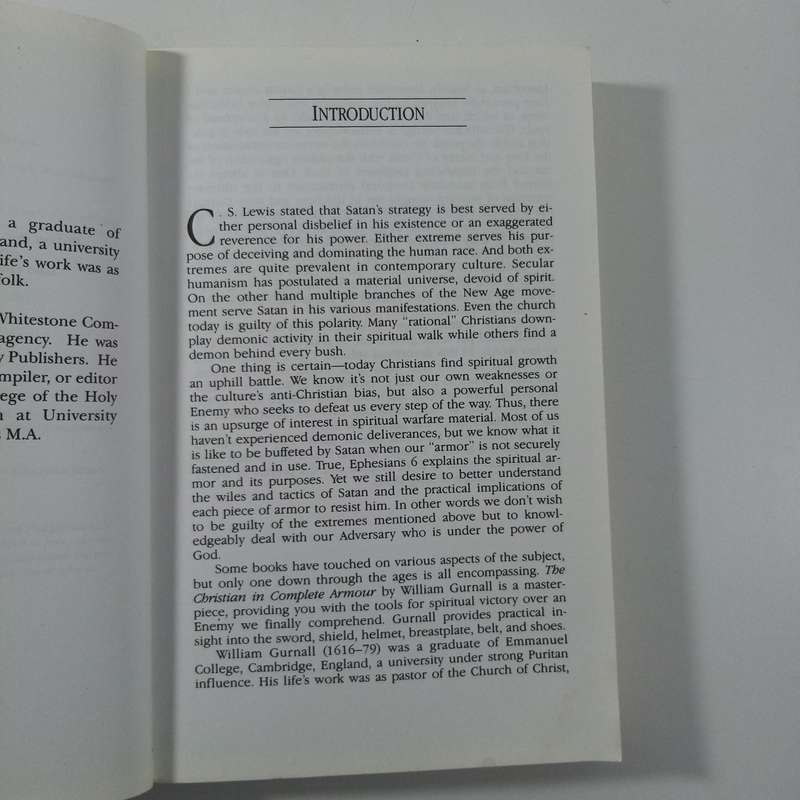 a graduate of
and, a university
ife's work was as
folk.
Whitestone Com-
agency. He was
y Publishers. He
mpiler, or editor
ege of the Holy
at University
M.A.
INTRODUCTION
C. S. Lewis stated that Satan's strategy is best served by ei-
ther personal disbelief in his existence or an exaggerated
reverence for his power. Either extreme serves his pur-
pose of deceiving and dominating the human race. And both ex-
tremes are quite prevalent in contemporary culture. Secular
humanism has postulated a material universe, devoid of spirit.
On the other hand multiple branches of the New Age move-
ment serve Satan in his various manifestations. Even the church
today is guilty of this polarity. Many "rational" Christians down-
play demonic activity in their spiritual walk while others find a
demon behind every bush.
One thing is certain—today Christians find spiritual growth
an uphill battle. We know it's not just our own weaknesses or
the culture's anti-Christian bias, but also a powerful personal
Enemy who seeks to defeat us every step of the way. Thus, there
is an upsurge of interest in spiritual warfare material. Most of us
haven't experienced demonic deliverances, but we know what it
is like to be buffeted by Satan when our "armor" is not securely
fastened and in use. True, Ephesians 6 explains the spiritual ar-
mor and its purposes. Yet we still desire to better understand
the wiles and tactics of Satan and the practical implications of
each piece of armor to resist him. In other words we don't wish
to be guilty of the extremes mentioned above but to knowl-
edgeably deal with our Adversary who is under the power of
God.
Some books have touched on various aspects of the subject,
but only one down through the ages is all encompassing. The
Christian in Complete Armour by William Gurnall is a master-
piece, providing you with the tools for spiritual victory over an
Enemy we finally comprehend. Gurnall provides practical in-
sight into the sword, shield, helmet, breastplate, belt, and shoes.
William Gurnall (1616–79) was a graduate of Emmanuel
College, Cambridge, England, a university under strong Puritan
influence. His life's work was as pastor of the Church of Christ,